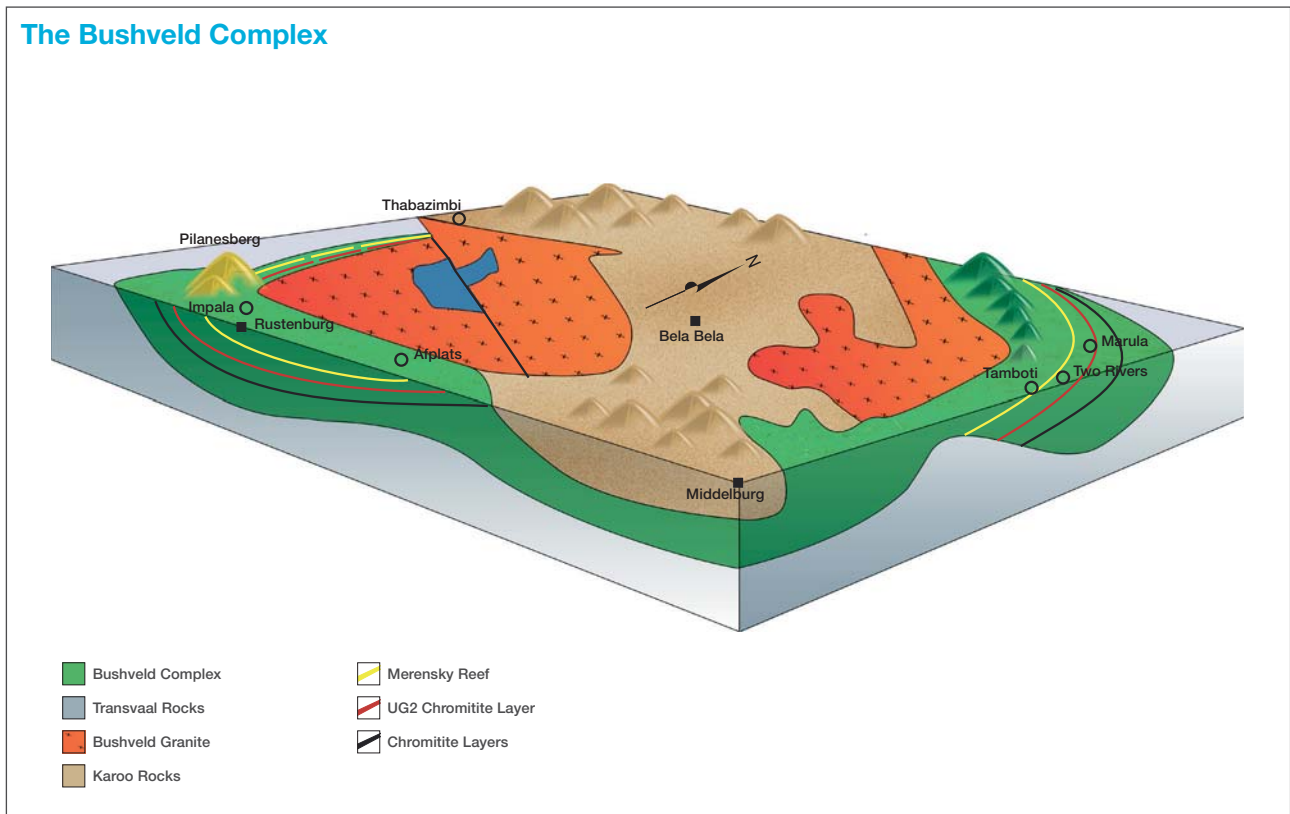 The Bushveld Complex
Thabazimbi
Pilanesberg
N
Impala
Rustenburg
Bela Bela
Afplats
Marula
Tamboti
Two Rivers
Middelburg
Bushveld Complex
Transvaal Rocks
Bushveld Granite
Karoo Rocks
Merensky Reef
UG2 Chromitite Layer
Chromitite Layers